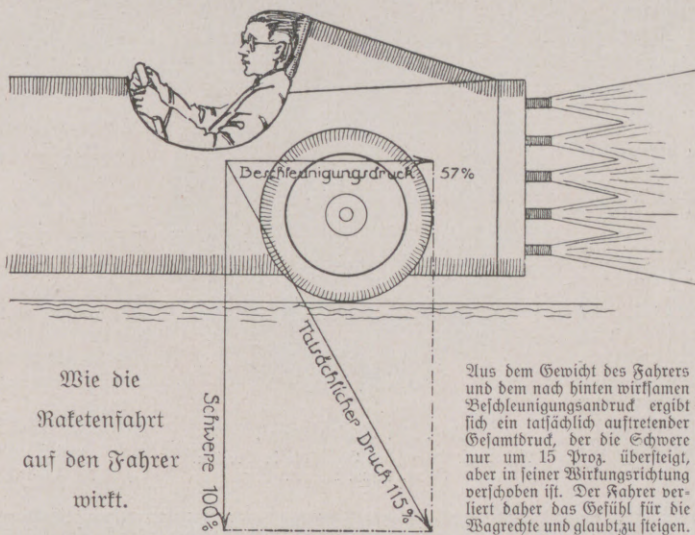 Beschleunigungsdruck 57%
Schwere 100%
Tatsächlicher Druck 115%
Wie die
Raketenfahrt
auf den Fahrer
wirkt.
Aus dem Gewicht des Fahrers
und dem nach hinten wirksamen
Beschleunigungsandruck ergibt
sich ein tatsächlich auftretender
Gesamtdruck, der die Schwere
nur um 15 Proz. übersteigt,
aber in seiner Wirkungsrichtung
verschoben ist. Der Fahrer ver-
liert daher das Gefühl für die
Wagrechte und glaubt zu steigen.